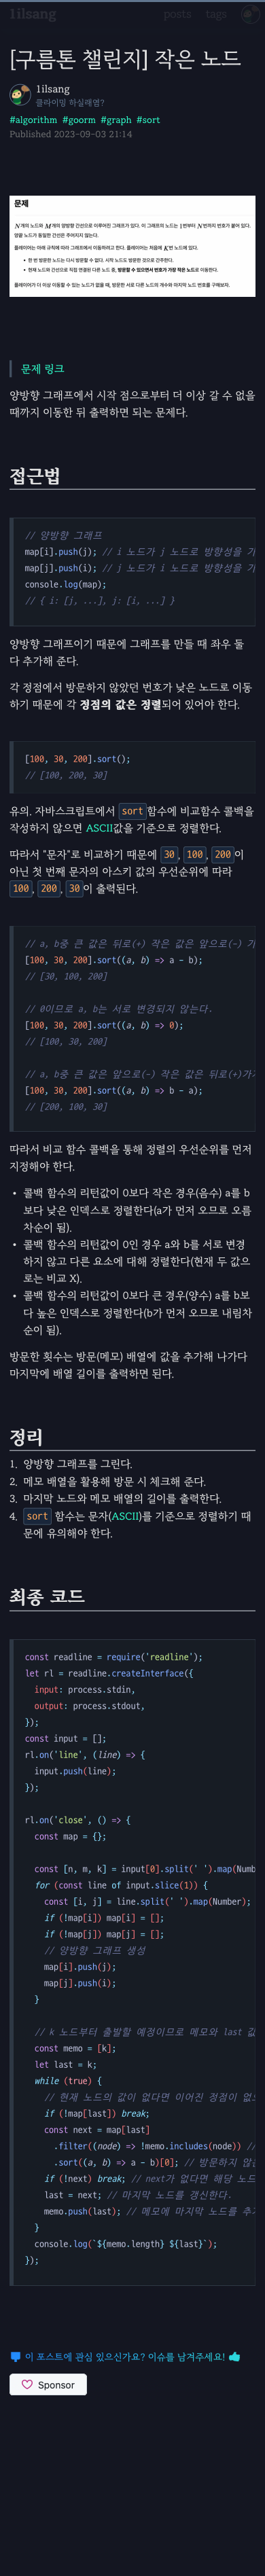 1ilsang
posts tags
[구름톤 챌린지] 작은 노드
1ilsang
클라이밍 하실래염?
#algorithm #goorm #graph #sort
Published 2023-09-03 21:14
문제
N개의 노드와 M개의 양방향 간선으로 이루어진 그래프가 있다. 이 그래프의 노드는 1번부터 N번까지 번호가 붙어 있다.
양끝 노드가 동일한 간선은 주어지지 않는다.
플레이어는 아래 규칙에 따라 그래프에서 이동하려고 한다. 플레이어는 처음에 K번 노드에 있다.
• 한 번 방문한 노드는 다시 방문할 수 없다. 시작 노드도 방문한 것으로 간주한다.
• 현재 노드와 간선으로 직접 연결된 다른 노드 중, 방문할 수 있으면서 번호가 가장 작은 노드로 이동한다.
플레이어가 더 이상 이동할 수 있는 노드가 없을 때, 방문한 서로 다른 노드의 개수와 마지막 노드 번호를 구해보자.
문제 링크
양방향 그래프에서 시작 점으로부터 더 이상 갈 수 없을
때까지 이동한 뒤 출력하면 되는 문제다.
접근법
// 양방향 그래프
map[i].push(j); // i 노드가 j 노드로 방향성을 가
map[j].push(i); // j 노드가 i 노드로 방향성을 가
console.log(map);
// { i: [j, ...], j: [i, ...] }
양방향 그래프이기 때문에 그래프를 만들 때 좌우 둘
다 추가해 준다.
각 정점에서 방문하지 않았던 번호가 낮은 노드로 이동
하기 때문에 각 정점의 값은 정렬되어 있어야 한다.
[100, 30, 200].sort();
// [100, 200, 30]
유의. 자바스크립트에서 sort함수에 비교함수 콜백을
작성하지 않으면 ASCII값을 기준으로 정렬한다.
따라서 "문자"로 비교하기 때문에 30, 100, 200이
아닌 첫 번째 문자의 아스키 값의 우선순위에 따라
100, 200, 30이 출력된다.
// a, b중 큰 값은 뒤로(+) 작은 값은 앞으로(-) 가
[100, 30, 200].sort((a, b) => a - b);
// [30, 100, 200]
// 0이므로 a, b는 서로 변경되지 않는다.
[100, 30, 200].sort((a, b) => 0);
// [100, 30, 200]
// a, b중 큰 값은 앞으로(-) 작은 값은 뒤로(+)가
[100, 30, 200].sort((a, b) => b - a);
// [200, 100, 30]
따라서 비교 함수 콜백을 통해 정렬의 우선순위를 먼저
지정해야 한다.
• 콜백 함수의 리턴값이 0보다 작은 경우(음수) a를 b
보다 낮은 인덱스로 정렬한다(a가 먼저 오므로 오름
차순이 됨).
• 콜백 함수의 리턴값이 0인 경우 a와 b를 서로 변경
하지 않고 다른 요소에 대해 정렬한다(현재 두 값으
로는 비교 X).
• 콜백 함수의 리턴값이 0보다 큰 경우(양수) a를 b보
다 높은 인덱스로 정렬한다(b가 먼저 오므로 내림차
순이 됨).
방문한 횟수는 방문(메모) 배열에 값을 추가해 나가다
마지막에 배열 길이를 출력하면 된다.
정리
1. 양방향 그래프를 그린다.
2. 메모 배열을 활용해 방문 시 체크해 준다.
3. 마지막 노드와 메모 배열의 길이를 출력한다.
4. sort 함수는 문자(ASCII)를 기준으로 정렬하기 때
문에 유의해야 한다.
최종 코드
const readline = require('readline');
let rl = readline.createInterface({
input: process.stdin,
output: process.stdout,
});
const input = [];
rl.on('line', (line) => {
input.push(line);
});
rl.on('close', () => {
const map = {};
const [n, m, k] = input[0].split(' ').map(Numb
for (const line of input.slice(1)) {
const [i, j] = line.split(' ').map(Number);
if (!map[i]) map[i] = [];
if (!map[j]) map[j] = [];
// 양방향 그래프 생성
map[i].push(j);
map[j].push(i);
}
// k 노드부터 출발할 예정이므로 메모와 last 값
const memo = [k];
let last = k;
while (true) {
// 현재 노드의 값이 없다면 이어진 정점이 없으
if (!map[last]) break;
const next = map[last]
.filter((node) => !memo.includes(node)) //
.sort((a, b) => a - b)[0]; // 방문하지 않은
if (!next) break; // next가 없다면 해당 노드
last = next; // 마지막 노드를 갱신한다.
memo.push(last); // 메모에 마지막 노드를 추가
}
console.log(`${memo.length} ${last}`);
});
이 포스트에 관심 있으신가요? 이슈를 남겨주세요!
Sponsor